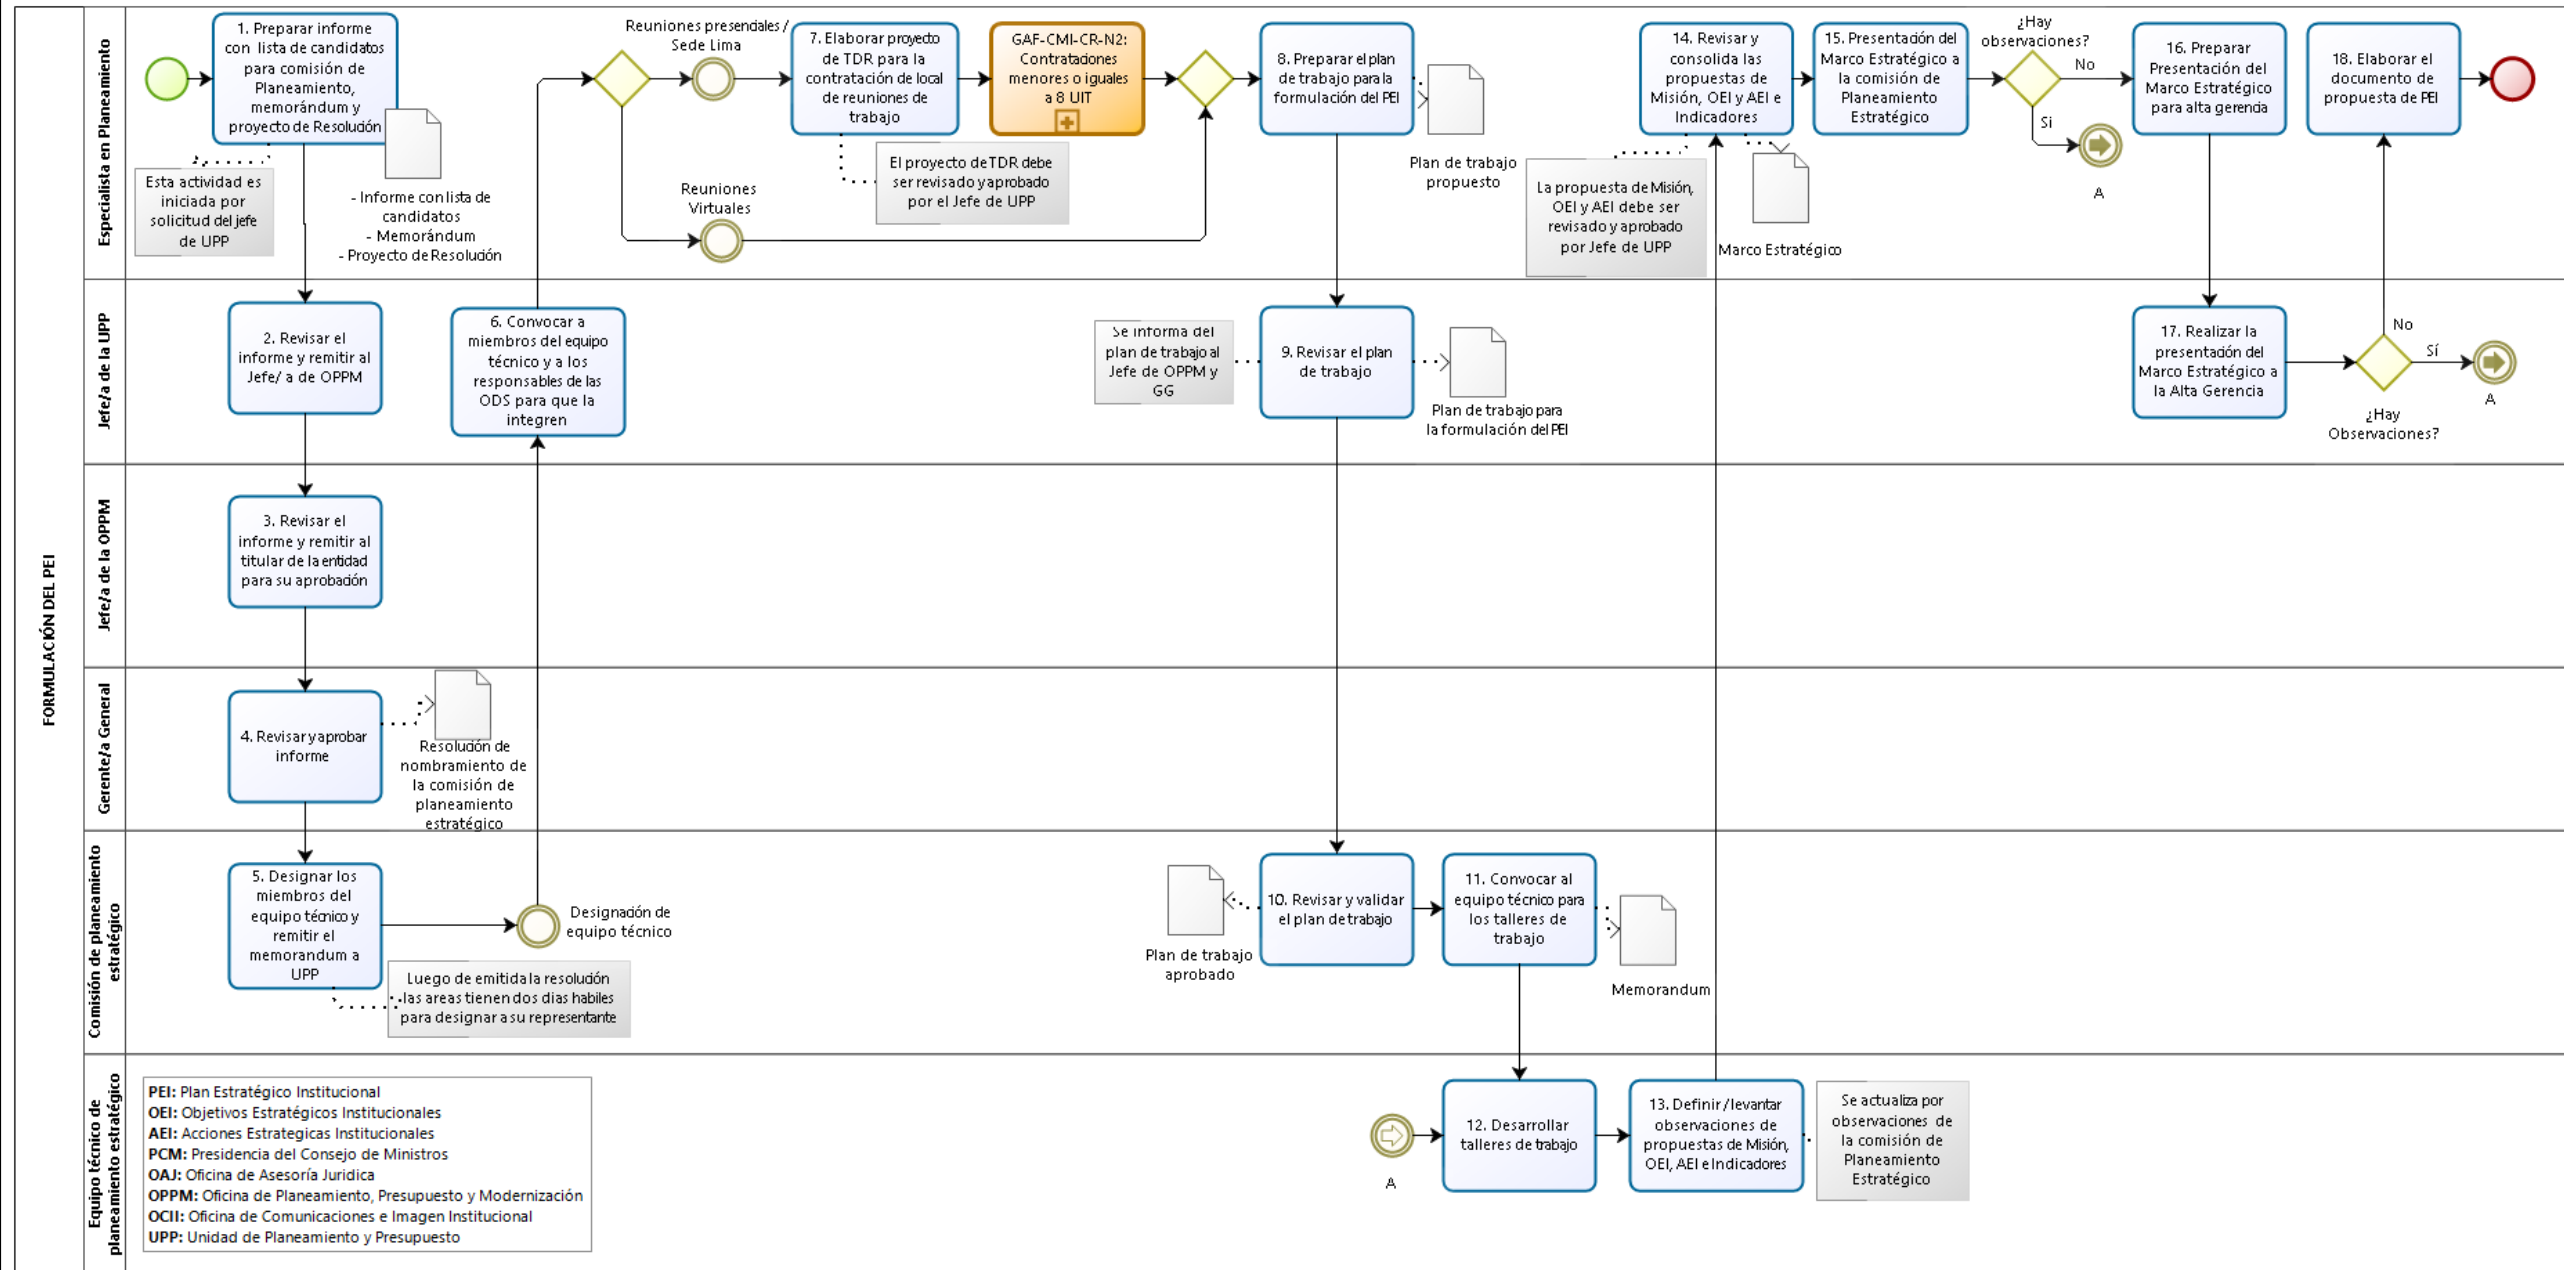 FORMULACIÓN DEL PEI
Especialista en Planeamiento
1. Preparar informe
con lista de candidatos
para comisión de
Planeamiento,
memorándum y
proyecto de Resolución
Esta actividad es
iniciada por
solicitud del jefe
de UPP
- Informe con lista de
candidatos
- Memorándum
- Proyecto de Resolución
Reuniones presenciales /
Sede Lima
Reuniones
Virtuales
7. Elaborar proyecto
de TDR para la
contratación de local
de reuniones de
trabajo
El proyecto de TDR debe
ser revisado y aprobado
por el Jefe de UPP
GAF-CMI-CR-N2:
Contrataciones
menores o iguales
a 8 UIT
8. Preparar el plan
de trabajo para la
formulación del PEI
Plan de trabajo
propuesto
14. Revisar y
consolida las
propuestas de
Misión, OEI y AEI e
Indicadores
La propuesta de Misión,
OEI y AEI debe ser
revisado y aprobado
por Jefe de UPP
Marco Estratégico
15. Presentación del
Marco Estratégico a
la comisión de
Planeamiento
Estratégico
¿Hay
observaciones?
No
Si
A
16. Preparar
Presentación del
Marco Estratégico
para alta gerencia
18. Elaborar el
documento de
propuesta de PEI
Jefe/a de la UPP
2. Revisar el
informe y remitir al
Jefe/ a de OPPM
6. Convocar a
miembros del equipo
técnico y a los
responsables de las
ODS para que la
integren
Se informa del
plan de trabajo al
Jefe de OPPM y
GG
9. Revisar el plan
de trabajo
Plan de trabajo para
la formulación del PEI
17. Realizar la
presentación del
Marco Estratégico a
la Alta Gerencia
No
Sí
¿Hay
Observaciones?
A
Jefe/a de la OPPM
3. Revisar el
informe y remitir al
titular de la entidad
para su aprobación
Gerente/a General
4. Revisar y aprobar
informe
Resolución de
nombramiento de
la comisión de
planeamiento
estratégico
Comisión de planeamiento
estratégico
5. Designar los
miembros del
equipo técnico y
remitir el
memorandum a
UPP
Designación de
equipo técnico
Luego de emitida la resolución
las areas tienen dos dias habiles
para designar a su representante
Plan de trabajo
aprobado
10. Revisar y validar
el plan de trabajo
11. Convocar al
equipo técnico para
los talleres de
trabajo
Memorandum
Equipo técnico de
planeamiento estratégico
PEI: Plan Estratégico Institucional
OEI: Objetivos Estratégicos Institucionales
AEI: Acciones Estrategicas Institucionales
PCM: Presidencia del Consejo de Ministros
OAJ: Oficina de Asesoría Juridica
OPPM: Oficina de Planeamiento, Presupuesto y Modernización
OCII: Oficina de Comunicaciones e Imagen Institucional
UPP: Unidad de Planeamiento y Presupuesto
A
12. Desarrollar
talleres de trabajo
13. Definir/levantar
observaciones de
propuestas de Misión,
OEI, AEI e Indicadores
Se actualiza por
observaciones de
la comisión de
Planeamiento
Estratégico